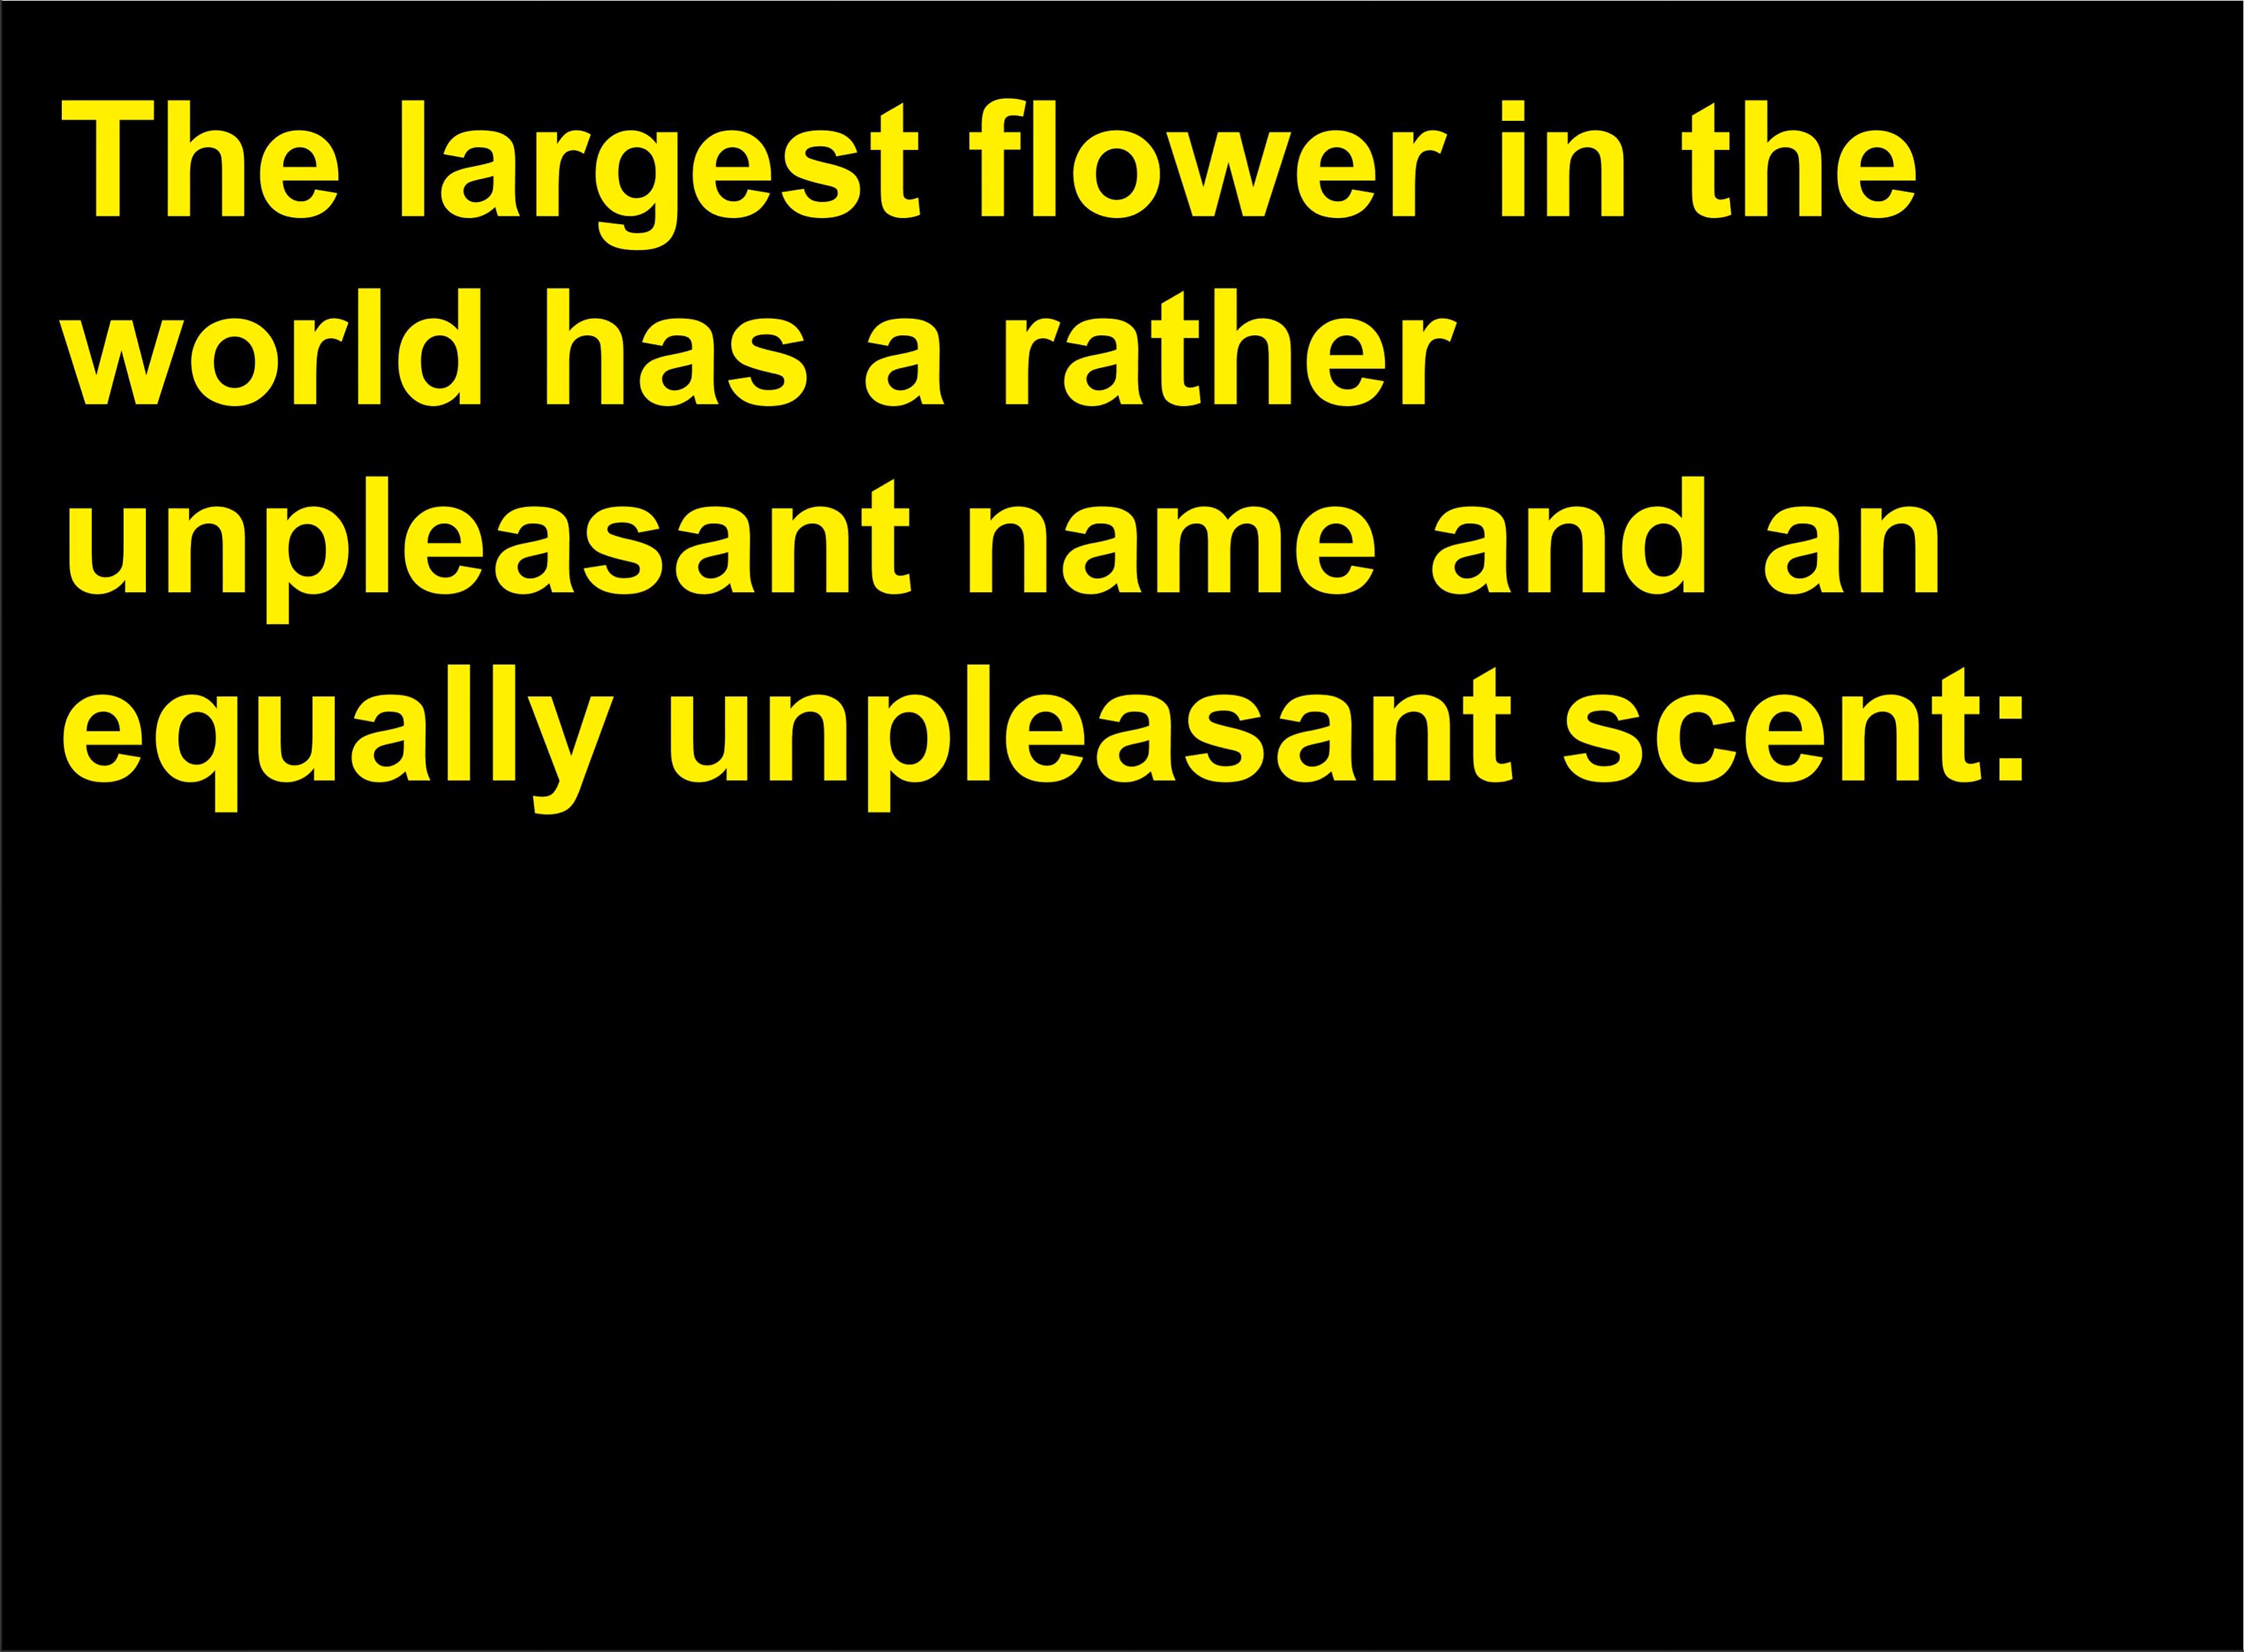 The largest flower in the
world has a rather
unpleasant name and an
equally unpleasant scent: